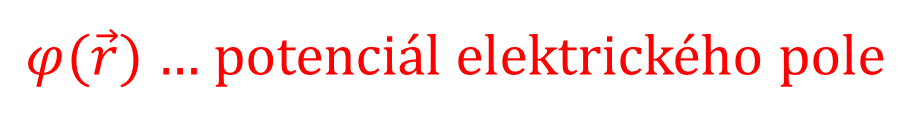 𝜑(𝑟⃗) … potenciál elektrického pole